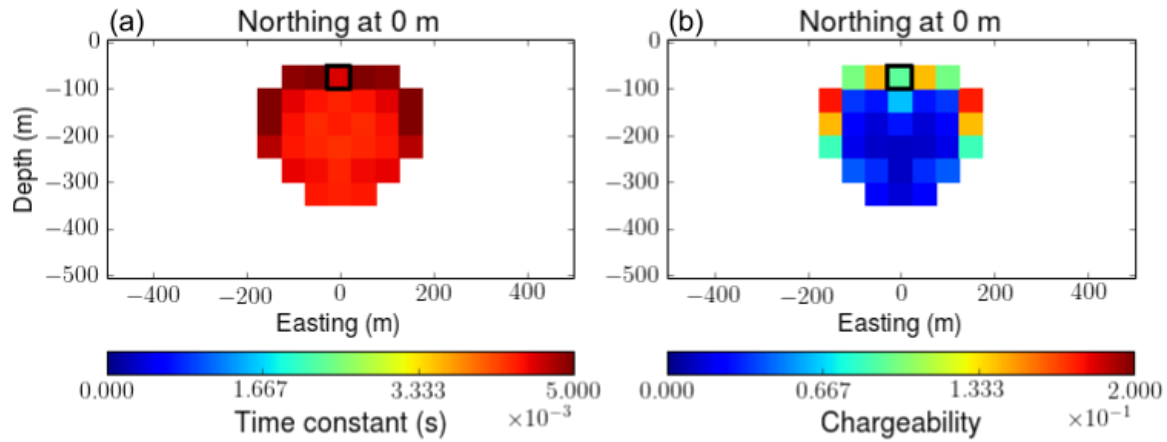 (a) Northing at 0 m
Depth (m)
0
−100
−200
−300
−400
−500
−400 −200 0 200 400
Easting (m)
0.000 1.667 3.333 5.000
Time constant (s) ×10⁻³
(b) Northing at 0 m
0
−100
−200
−300
−400
−500
−400 −200 0 200 400
Easting (m)
0.000 0.667 1.333 2.000
Chargeability ×10⁻¹